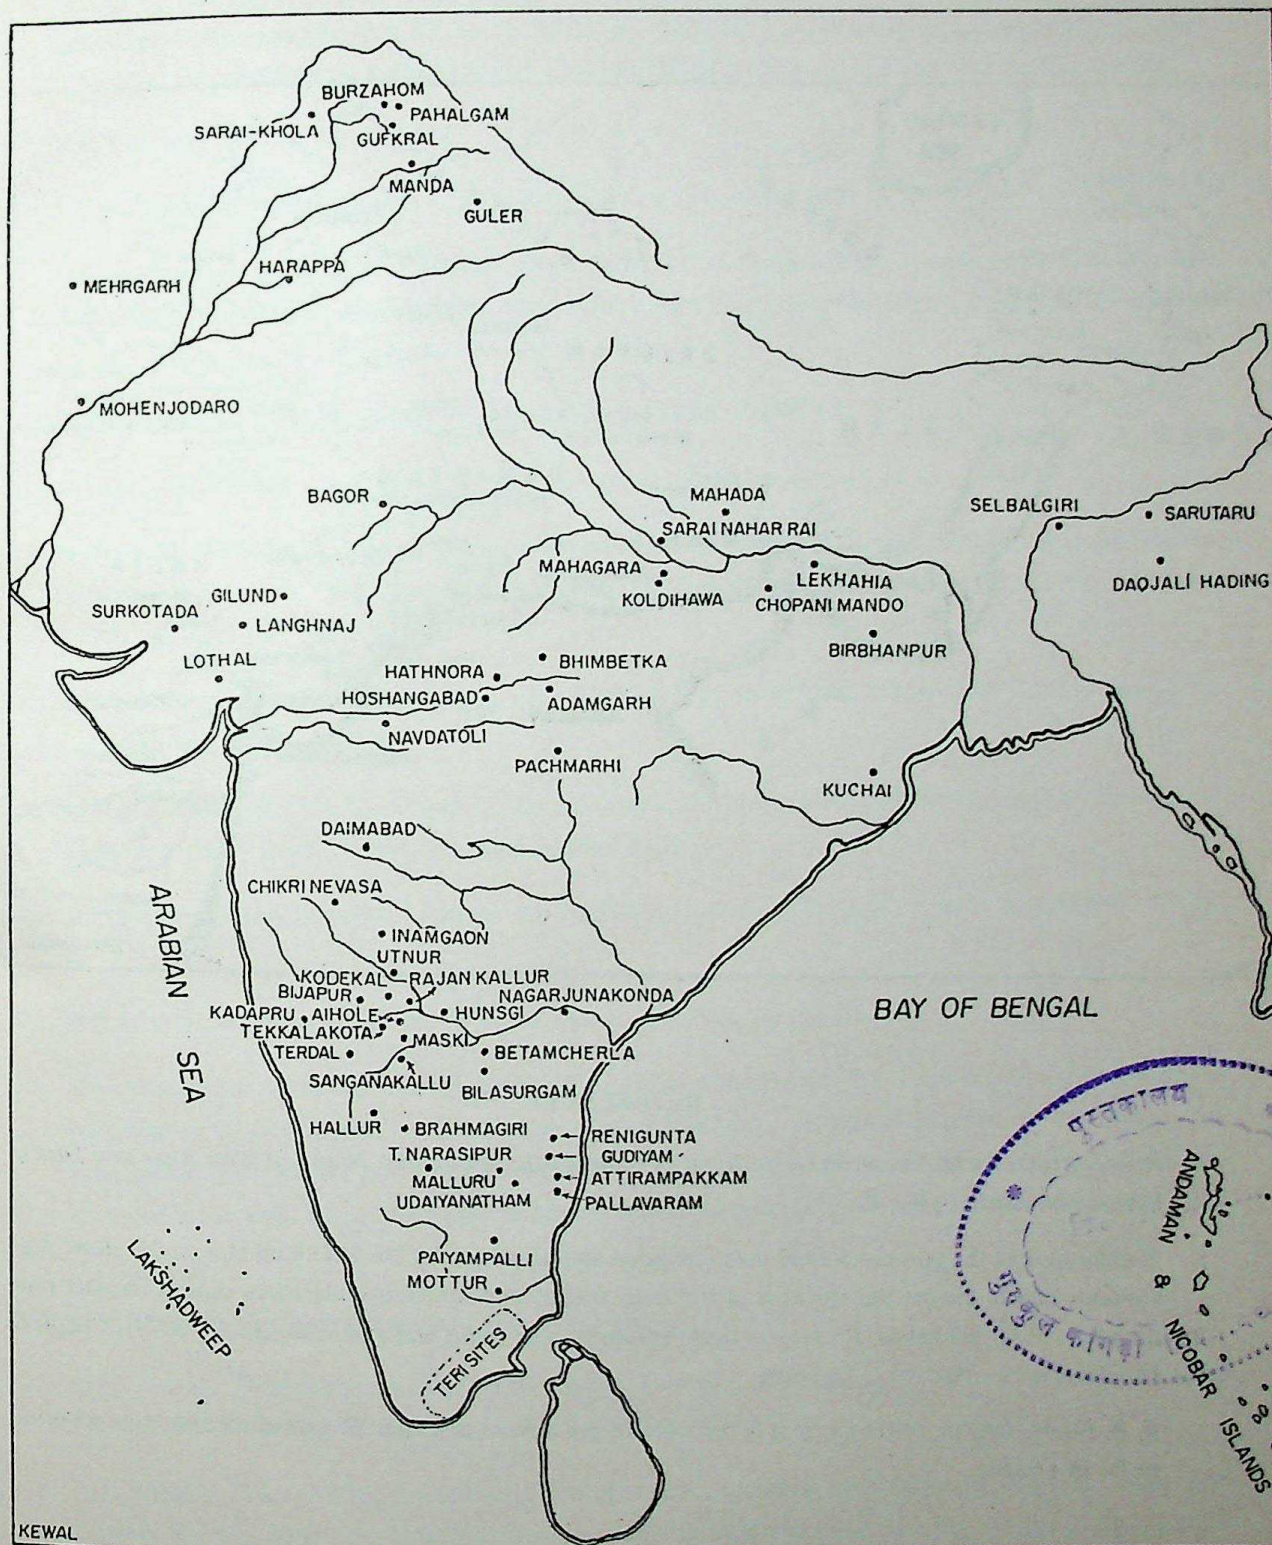 BURZAHOM
PAHALGAM
SARAI-KHOLA
GUFKRAL
MANDA
GULER
HARAPPA
MEHRGARH
MOHENJODARO
BAGOR
MAHADA
SELBALGIRI
SARUTARU
SARAI NAHAR RAI
MAHAGARA
LEKHAHIA
DAOJALI HADING
KOLDIHAWA
CHOPANI MANDO
GILUND
SURKOTADA
LANGHNAJ
BIRBHANPUR
LOTHAL
BHIMBETKA
HATHNORA
HOSHANGABAD
ADAMGARH
NAVDATOLI
PACHMARHI
KUCHAI
DAIMABAD
CHIKRI NEVASA
INAMGAON
UTNUR
KODEKAL
RAJAN KALLUR
BIJAPUR
NAGARJUNAKONDA
KADAPRU
AIHOLE
HUNSGI
TEKKALAKOTA
MASKI
TERDAL
BETAMCHERLA
SANGANAKALLU
BILASURGAM
HALLUR
BRAHMAGIRI
RENIGUNTA
T. NARASIPUR
GUDIYAM
MALLURU
ATTIRAMPAKKAM
UDAIYANATHAM
PALLAVARAM
PAIYAMPALLI
MOTTUR
TERI SITES
ARABIAN SEA
BAY OF BENGAL
LAKSHADWEEP
ANDAMAN & NICOBAR ISLANDS
पुस्तकालय
गुरुकुल कांगड़ी
KEWAL